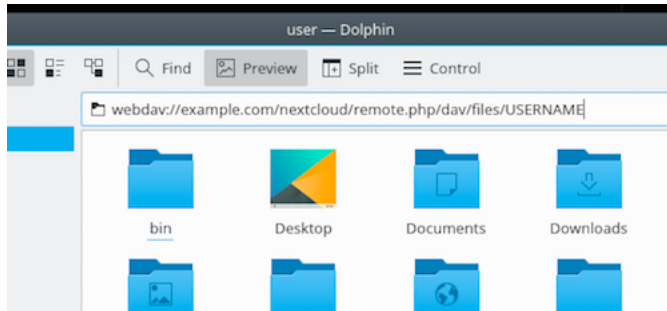 user — Dolphin
Find Preview Split Control
webdav://example.com/nextcloud/remote.php/dav/files/USERNAME
bin Desktop Documents Downloads